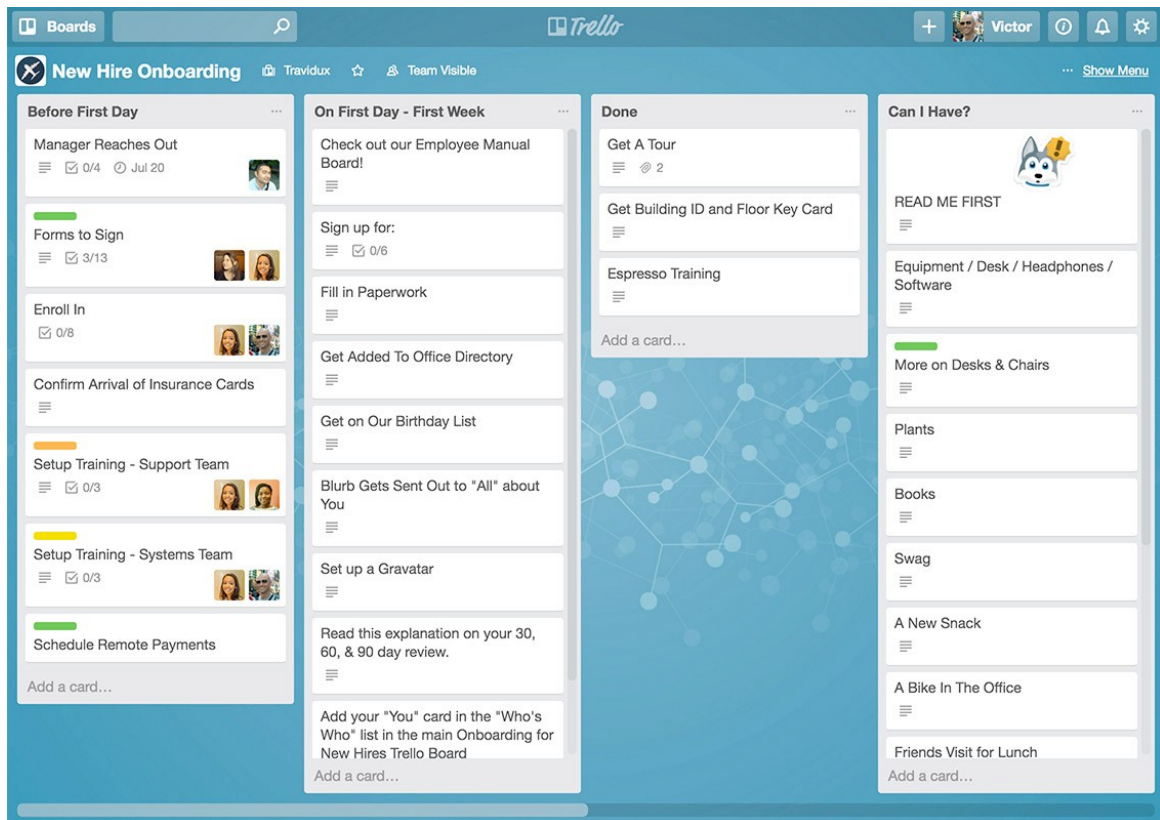 Boards
Trello
Victor
New Hire Onboarding
Travidux
Team Visible
Show Menu
Before First Day
Manager Reaches Out
0/4
Jul 20
Forms to Sign
3/13
Enroll In
0/8
Confirm Arrival of Insurance Cards
Setup Training - Support Team
0/3
Setup Training - Systems Team
0/3
Schedule Remote Payments
Add a card…
On First Day - First Week
Check out our Employee Manual
Board!
Sign up for:
0/6
Fill in Paperwork
Get Added To Office Directory
Get on Our Birthday List
Blurb Gets Sent Out to "All" about
You
Set up a Gravatar
Read this explanation on your 30,
60, & 90 day review.
Add your "You" card in the "Who's
Who" list in the main Onboarding for
New Hires Trello Board
Add a card…
Done
Get A Tour
2
Get Building ID and Floor Key Card
Espresso Training
Add a card…
Can I Have?
READ ME FIRST
Equipment / Desk / Headphones /
Software
More on Desks & Chairs
Plants
Books
Swag
A New Snack
A Bike In The Office
Friends Visit for Lunch
Add a card…